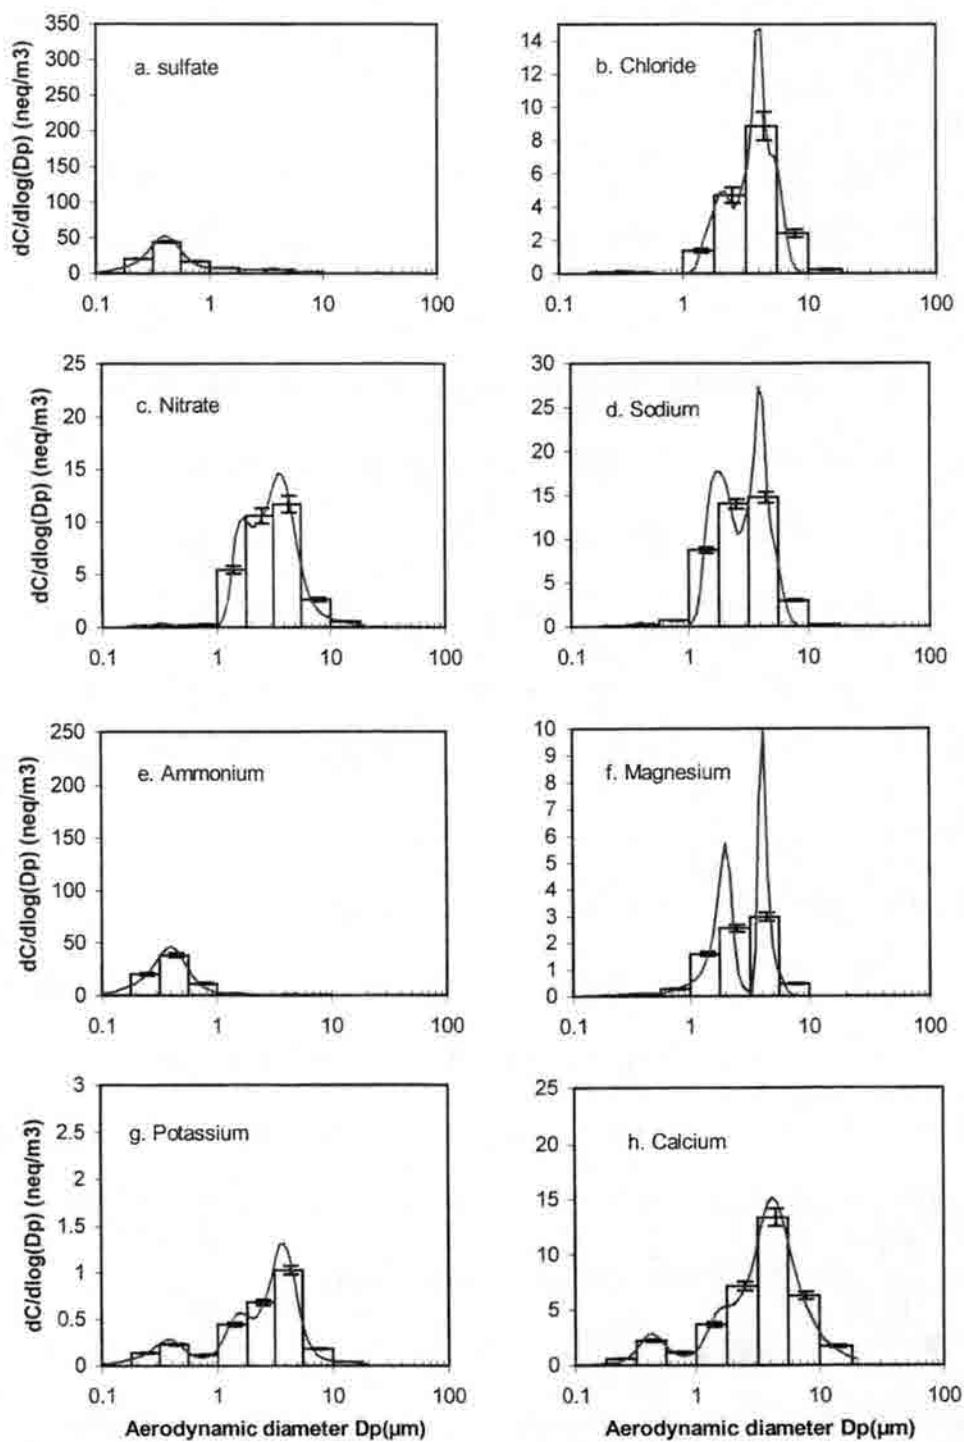 a. sulfate
dC/dlog(Dp) (neq/m3)
350
300
250
200
150
100
50
0
0.1 1 10 100
b. Chloride
14
12
10
8
6
4
2
0
0.1 1 10 100
c. Nitrate
dC/dlog(Dp) (neq/m3)
25
20
15
10
5
0
0.1 1 10 100
d. Sodium
30
25
20
15
10
5
0
0.1 1 10 100
e. Ammonium
dC/dlog(Dp) (neq/m3)
250
200
150
100
50
0
0.1 1 10 100
f. Magnesium
10
9
8
7
6
5
4
3
2
1
0
0.1 1 10 100
g. Potassium
dC/dlog(Dp) (neq/m3)
3
2.5
2
1.5
1
0.5
0
0.1 1 10 100
Aerodynamic diameter Dp(µm)
h. Calcium
25
20
15
10
5
0
0.1 1 10 100
Aerodynamic diameter Dp(µm)